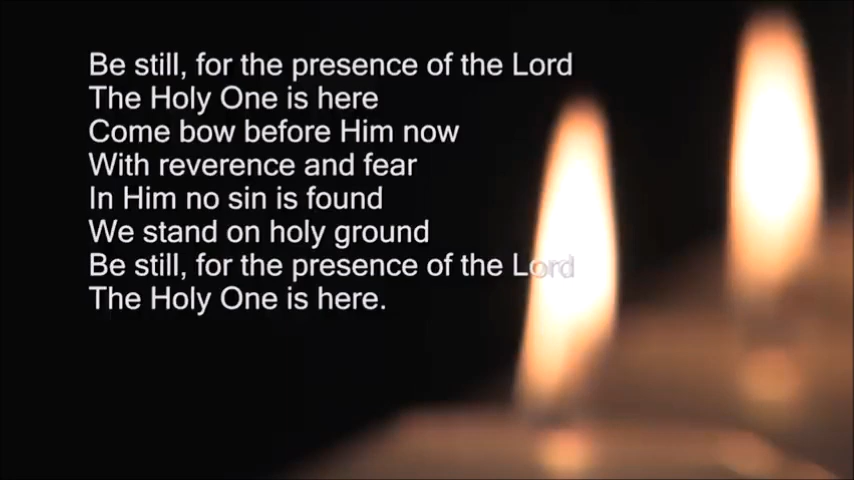 Be still, for the presence of the Lord
The Holy One is here
Come bow before Him now
With reverence and fear
In Him no sin is found
We stand on holy ground
Be still, for the presence of the Lord
The Holy One is here.